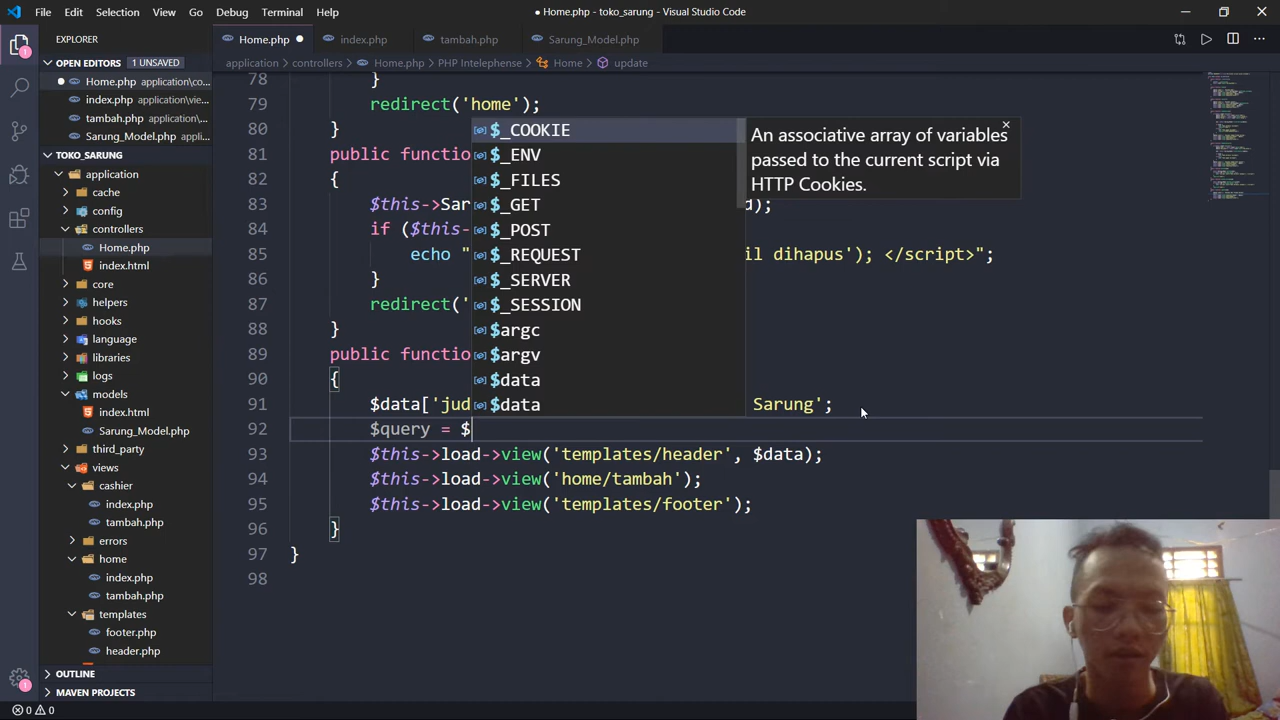 File Edit Selection View Go Debug Terminal Help
● Home.php - toko_sarung - Visual Studio Code
EXPLORER
Home.php ● index.php tambah.php Sarung_Model.php
OPEN EDITORS 1 UNSAVED
application > controllers > Home.php > PHP Intelephense > Home > update
Home.php application\co...
index.php application\vie...
tambah.php application\...
Sarung_Model.php appli...
TOKO_SARUNG
application
cache
config
controllers
Home.php
index.html
core
helpers
hooks
language
libraries
logs
models
index.html
Sarung_Model.php
third_party
views
cashier
index.php
tambah.php
errors
home
index.php
tambah.php
templates
footer.php
header.php
OUTLINE
MAVEN PROJECTS
78 }
79 redirect('home');
80 }
81 public functio
82 {
83 $this->Sar d);
84 if ($this-
85 echo " il dihapus'); </script>";
86 }
87 redirect('
88 }
89 public functio
90 {
91 $data['jud Sarung';
92 $query = $
93 $this->load->view('templates/header', $data);
94 $this->load->view('home/tambah');
95 $this->load->view('templates/footer');
96 }
97 }
98
$_COOKIE
$_ENV
$_FILES
$_GET
$_POST
$_REQUEST
$_SERVER
$_SESSION
$argc
$argv
$data
$data
An associative array of variables
passed to the current script via
HTTP Cookies.
1
1
0 0